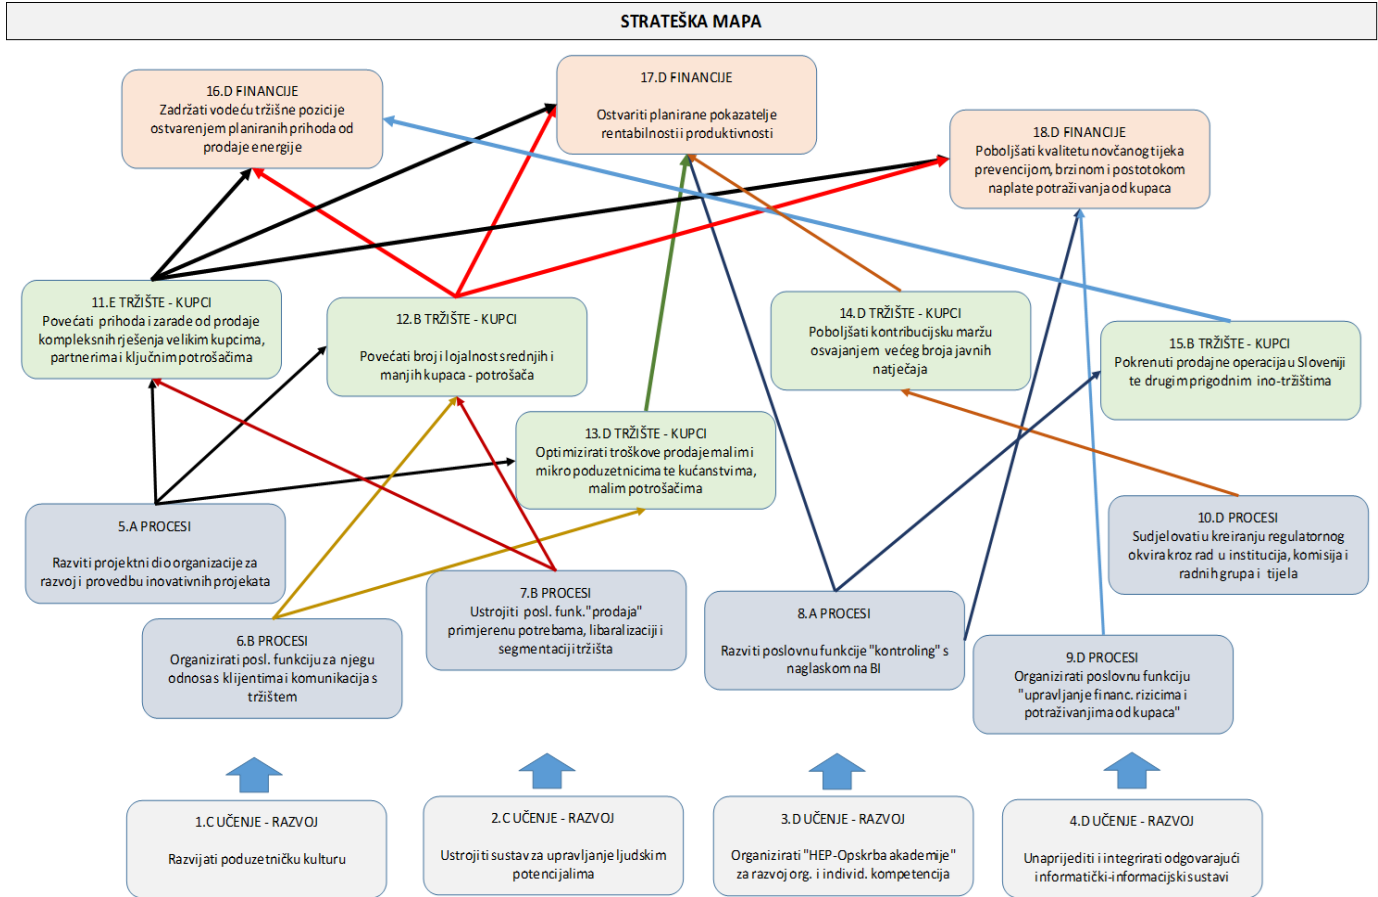 STRATEŠKA MAPA
16.D FINANCIJE
Zadržati vodeću tržišne pozicije
ostvarenjem planiranih prihoda od
prodaje energije
17.D FINANCIJE
Ostvariti planirane pokazatelje
rentabilnosti i produktivnosti
18.D FINANCIJE
Poboljšati kvalitetu novčanog tijeka
prevencijom, brzinom i postotokom
naplate potraživanja od kupaca
11.E TRŽIŠTE - KUPCI
Povećati prihoda i zarade od prodaje
kompleksnih rješenja velikim kupcima,
partnerima i ključnim potrošačima
12.B TRŽIŠTE - KUPCI
Povećati broj i lojalnost srednjih i
manjih kupaca - potrošača
14.D TRŽIŠTE - KUPCI
Poboljšati kontribucijsku maržu
osvajanjem većeg broja javnih
natječaja
15.B TRŽIŠTE - KUPCI
Pokrenuti prodajne operacija u Sloveniji
te drugim prigodnim ino-tržištima
13.D TRŽIŠTE - KUPCI
Optimizirati troškove prodaje malim i
mikro poduzetnicima te kućanstvima,
malim potrošačima
5.A PROCESI
Razviti projektni dio organizacije za
razvoj i provedbu inovativnih projekata
10.D PROCESI
Sudjelovati u kreiranju regulatornog
okvira kroz rad u institucija, komisija i
radnih grupa i tijela
6.B PROCESI
Organizirati posl. funkciju za njegu
odnosa s klijentima i komunikacija s
tržištem
7.B PROCESI
Ustrojiti posl. funk."prodaja"
primjerenu potrebama, libaralizaciji i
segmentaciji tržišta
8.A PROCESI
Razviti poslovnu funkcije "kontroling" s
naglaskom na BI
9.D PROCESI
Organizirati poslovnu funkciju
"upravljanje financ. rizicima i
potraživanjima od kupaca"
1.C UČENJE - RAZVOJ
Razvijati poduzetničku kulturu
2.C UČENJE - RAZVOJ
Ustrojiti sustav za upravljanje ljudskim
potencijalima
3.D UČENJE - RAZVOJ
Organizirati "HEP-Opskrba akademije"
za razvoj org. i individ. kompetencija
4.D UČENJE - RAZVOJ
Unaprijediti i integrirati odgovarajući
informatički-informacijski sustavi